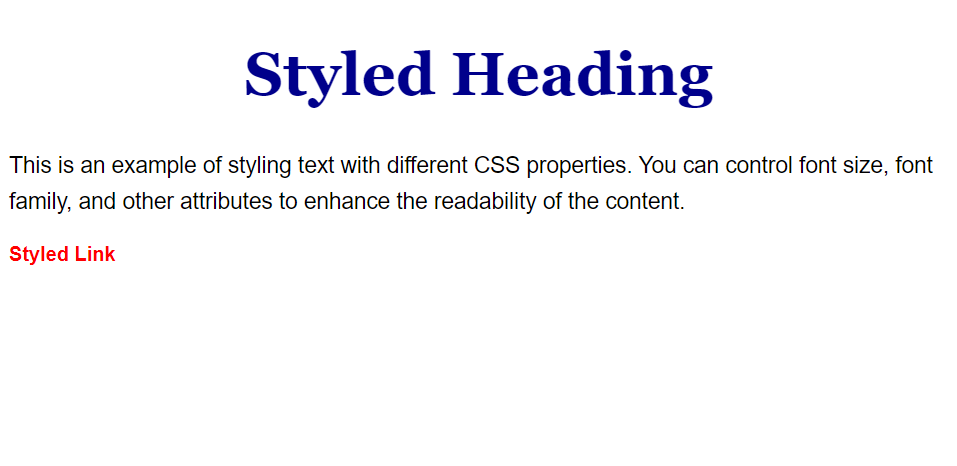 Styled Heading
This is an example of styling text with different CSS properties. You can control font size, font
family, and other attributes to enhance the readability of the content.
Styled Link